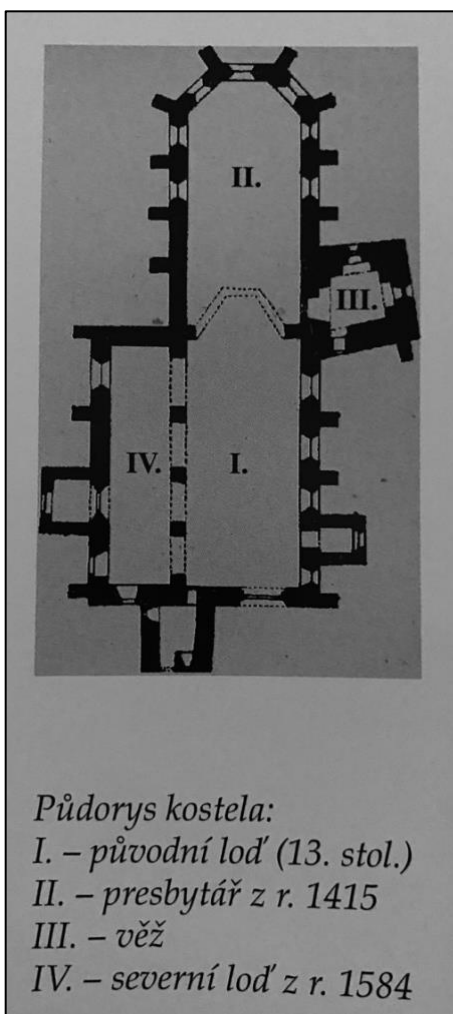 II.
III.
IV.
I.
Půdorys kostela:
I. – původní loď (13. stol.)
II. – presbytář z r. 1415
III. – věž
IV. – severní loď z r. 1584